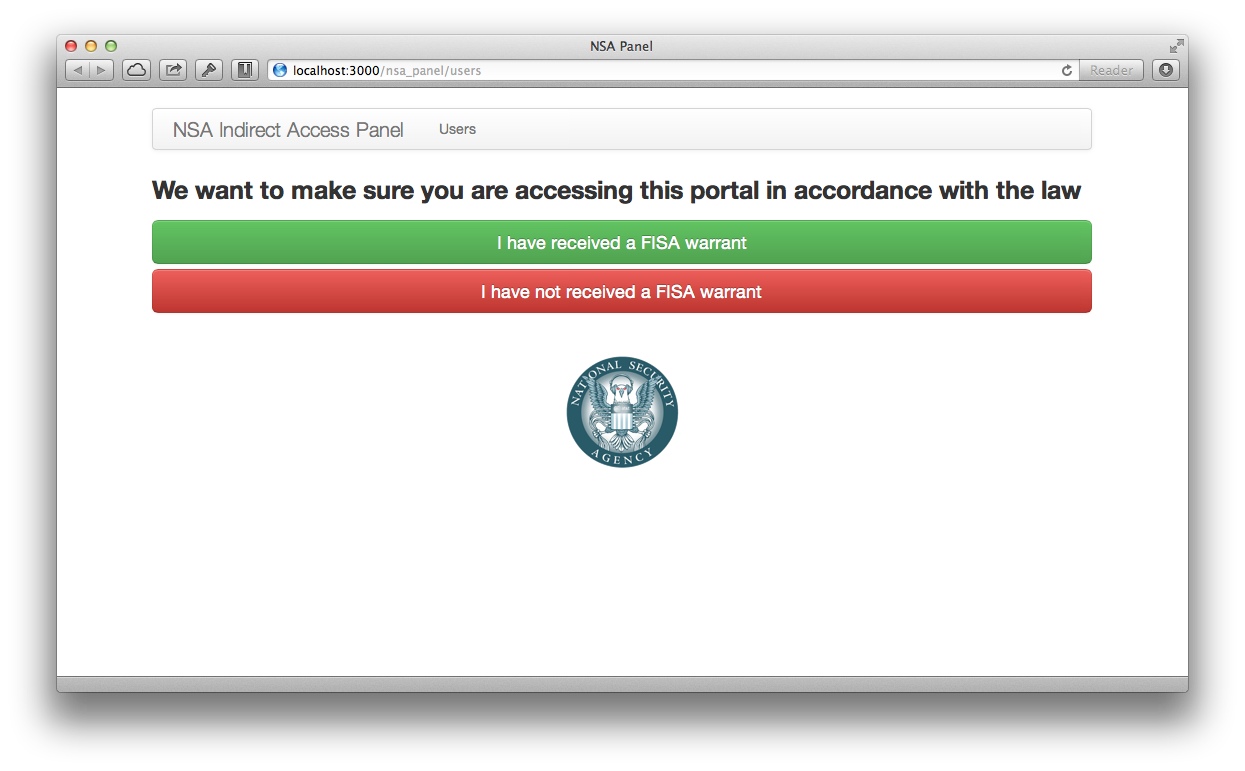 NSA Panel
localhost:3000/nsa_panel/users
Reader
NSA Indirect Access Panel Users
We want to make sure you are accessing this portal in accordance with the law
I have received a FISA warrant
I have not received a FISA warrant
NATIONAL SECURITY
AGENCY